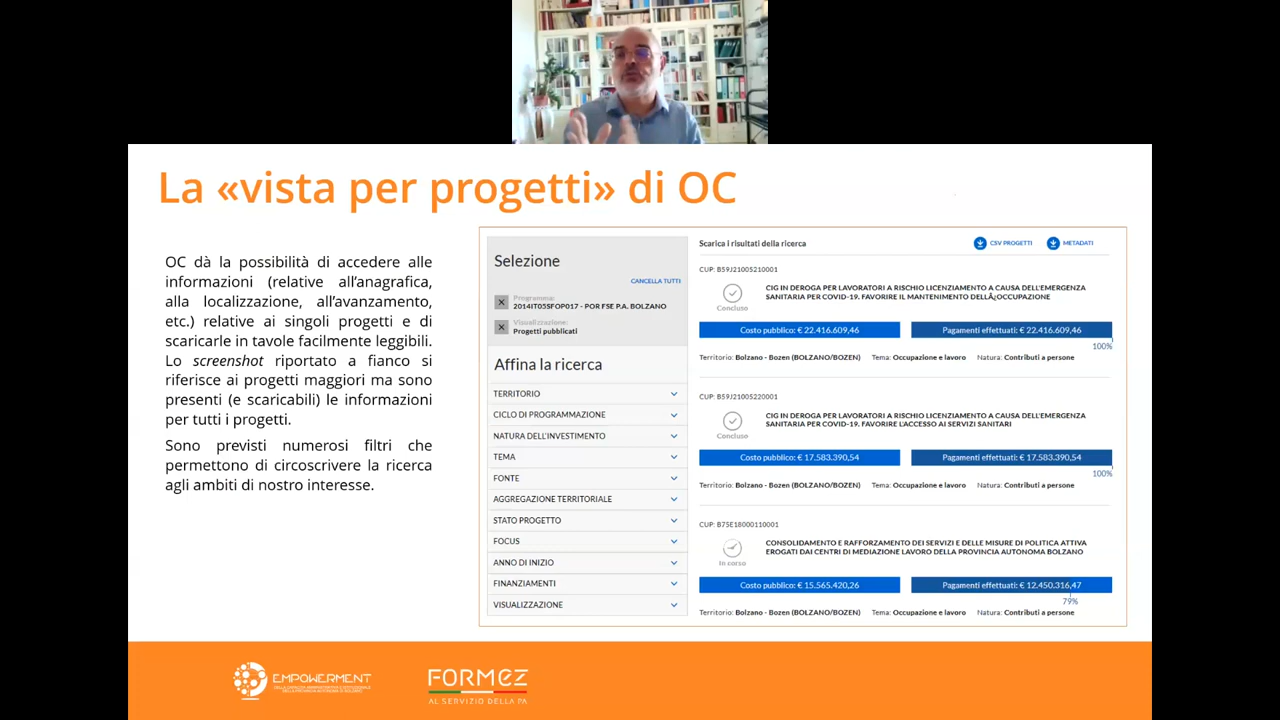 La «vista per progetti» di OC
OC dà la possibilità di accedere alle
informazioni (relative all'anagrafica,
alla localizzazione, all'avanzamento,
etc.) relative ai singoli progetti e di
scaricarle in tavole facilmente leggibili.
Lo screenshot riportato a fianco si
riferisce ai progetti maggiori ma sono
presenti (e scaricabili) le informazioni
per tutti i progetti.
Sono previsti numerosi filtri che
permettono di circoscrivere la ricerca
agli ambiti di nostro interesse.
Selezione
CANCELLA TUTTI
Programma:
2014IT05SFOP017 - POR FSE P.A. BOLZANO
Visualizzazione:
Progetti pubblicati
Affina la ricerca
TERRITORIO
CICLO DI PROGRAMMAZIONE
NATURA DELL'INVESTIMENTO
TEMA
FONTE
AGGREGAZIONE TERRITORIALE
STATO PROGETTO
FOCUS
ANNO DI INIZIO
FINANZIAMENTI
VISUALIZZAZIONE
Scarica i risultati della ricerca
CSV PROGETTI METADATI
CUP: B59J21005210001
CIG IN DEROGA PER LAVORATORI A RISCHIO LICENZIAMENTO A CAUSA DELL'EMERGENZA
SANITARIA PER COVID-19. FAVORIRE IL MANTENIMENTO DELLÂ¿OCCUPAZIONE
Concluso
Costo pubblico: € 22.416.609,46 Pagamenti effettuati: € 22.416.609,46
100%
Territorio: Bolzano - Bozen (BOLZANO/BOZEN) Tema: Occupazione e lavoro Natura: Contributi a persone
CUP: B59J21005220001
CIG IN DEROGA PER LAVORATORI A RISCHIO LICENZIAMENTO A CAUSA DELL'EMERGENZA
SANITARIA PER COVID-19. FAVORIRE L'ACCESSO AI SERVIZI SANITARI
Concluso
Costo pubblico: € 17.583.390,54 Pagamenti effettuati: € 17.583.390,54
100%
Territorio: Bolzano - Bozen (BOLZANO/BOZEN) Tema: Occupazione e lavoro Natura: Contributi a persone
CUP: B75E18000110001
CONSOLIDAMENTO E RAFFORZAMENTO DEI SERVIZI E DELLE MISURE DI POLITICA ATTIVA
EROGATI DAI CENTRI DI MEDIAZIONE LAVORO DELLA PROVINCIA AUTONOMA BOLZANO
In corso
Costo pubblico: € 15.565.420,26 Pagamenti effettuati: € 12.450.316,47
79%
Territorio: Bolzano - Bozen (BOLZANO/BOZEN) Tema: Occupazione e lavoro Natura: Contributi a persone
EMPOWERMENT
FORMEZ
AL SERVIZIO DELLA PA